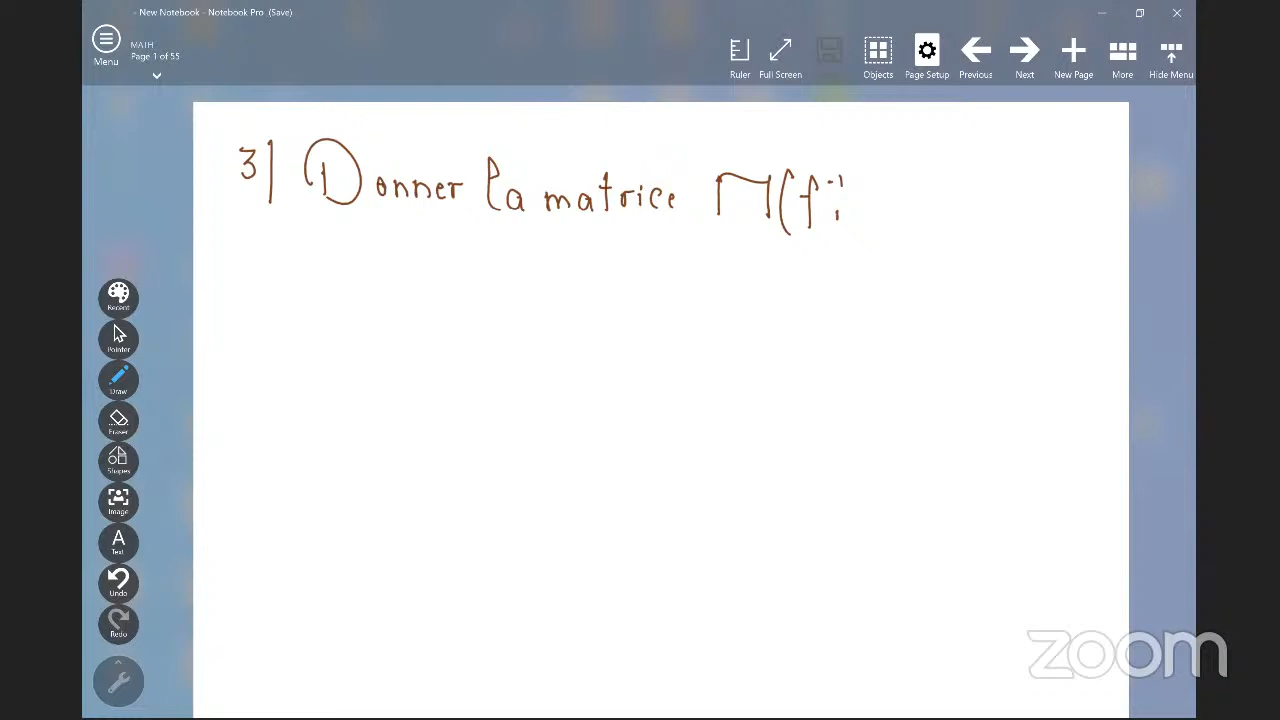 - New Notebook - Notebook Pro (Save)
Menu
MATH
Page 1 of 55
Ruler
Full Screen
Objects
Page Setup
Previous
Next
New Page
More
Hide Menu
3| Donner la matrice M(f
Recent
Pointer
Draw
Eraser
Shapes
Image
A
Text
Undo
Redo
zoom